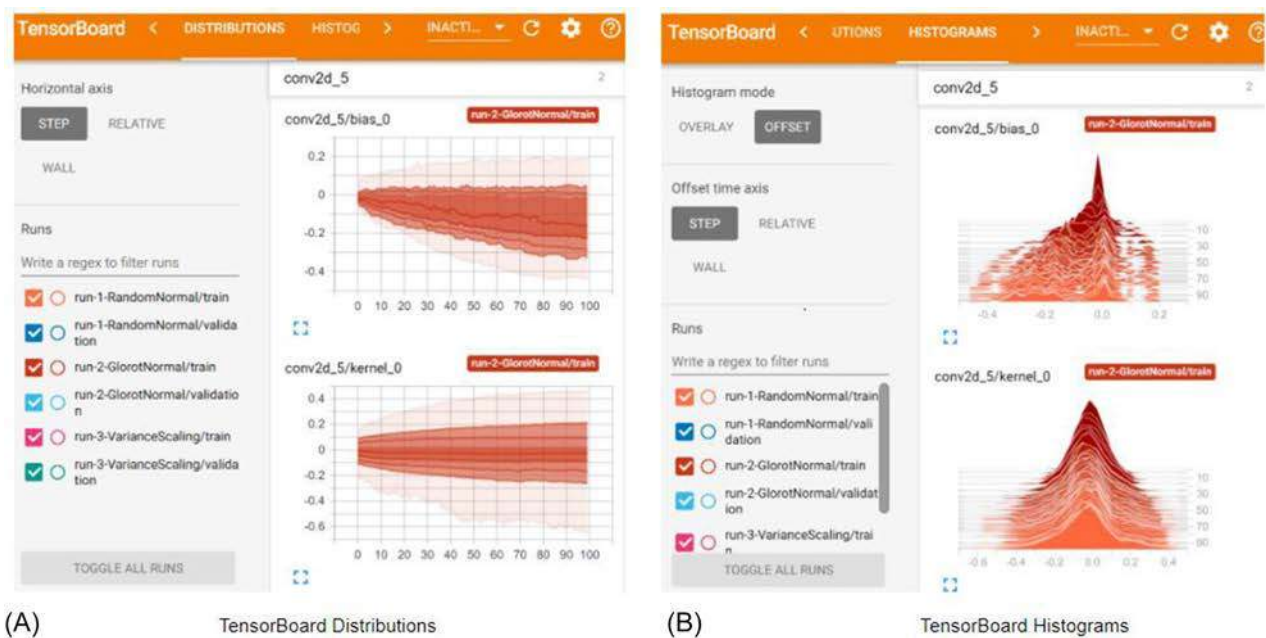 TensorBoard
DISTRIBUTIONS
HISTOG
INACTI...
Horizontal axis
STEP
RELATIVE
WALL
Runs
Write a regex to filter runs
run-1-RandomNormal/train
run-1-RandomNormal/valida
tion
run-2-GlorotNormal/train
run-2-GlorotNormal/validatio
n
run-3-VarianceScaling/train
run-3-VarianceScaling/valida
tion
TOGGLE ALL RUNS
conv2d_5
2
conv2d_5/bias_0
run-2-GlorotNormal/train
0.2
0
-0.2
-0.4
0 10 20 30 40 50 60 70 80 90 100
conv2d_5/kernel_0
run-2-GlorotNormal/train
0.4
0.2
0
-0.2
-0.4
-0.6
0 10 20 30 40 50 60 70 80 90 100
(A)
TensorBoard Distributions
TensorBoard
UTIONS
HISTOGRAMS
INACTI...
Histogram mode
OVERLAY
OFFSET
Offset time axis
STEP
RELATIVE
WALL
Runs
Write a regex to filter runs
run-1-RandomNormal/train
run-1-RandomNormal/vali
dation
run-2-GlorotNormal/train
run-2-GlorotNormal/validat
ion
run-3-VarianceScaling/trai
TOGGLE ALL RUNS
conv2d_5
2
conv2d_5/bias_0
run-2-GlorotNormal/train
10
30
50
70
90
-0.4 -0.2 0.0 0.2
conv2d_5/kernel_0
run-2-GlorotNormal/train
10
30
50
70
90
-0.6 -0.4 -0.2 0.0 0.2 0.4
(B)
TensorBoard Histograms